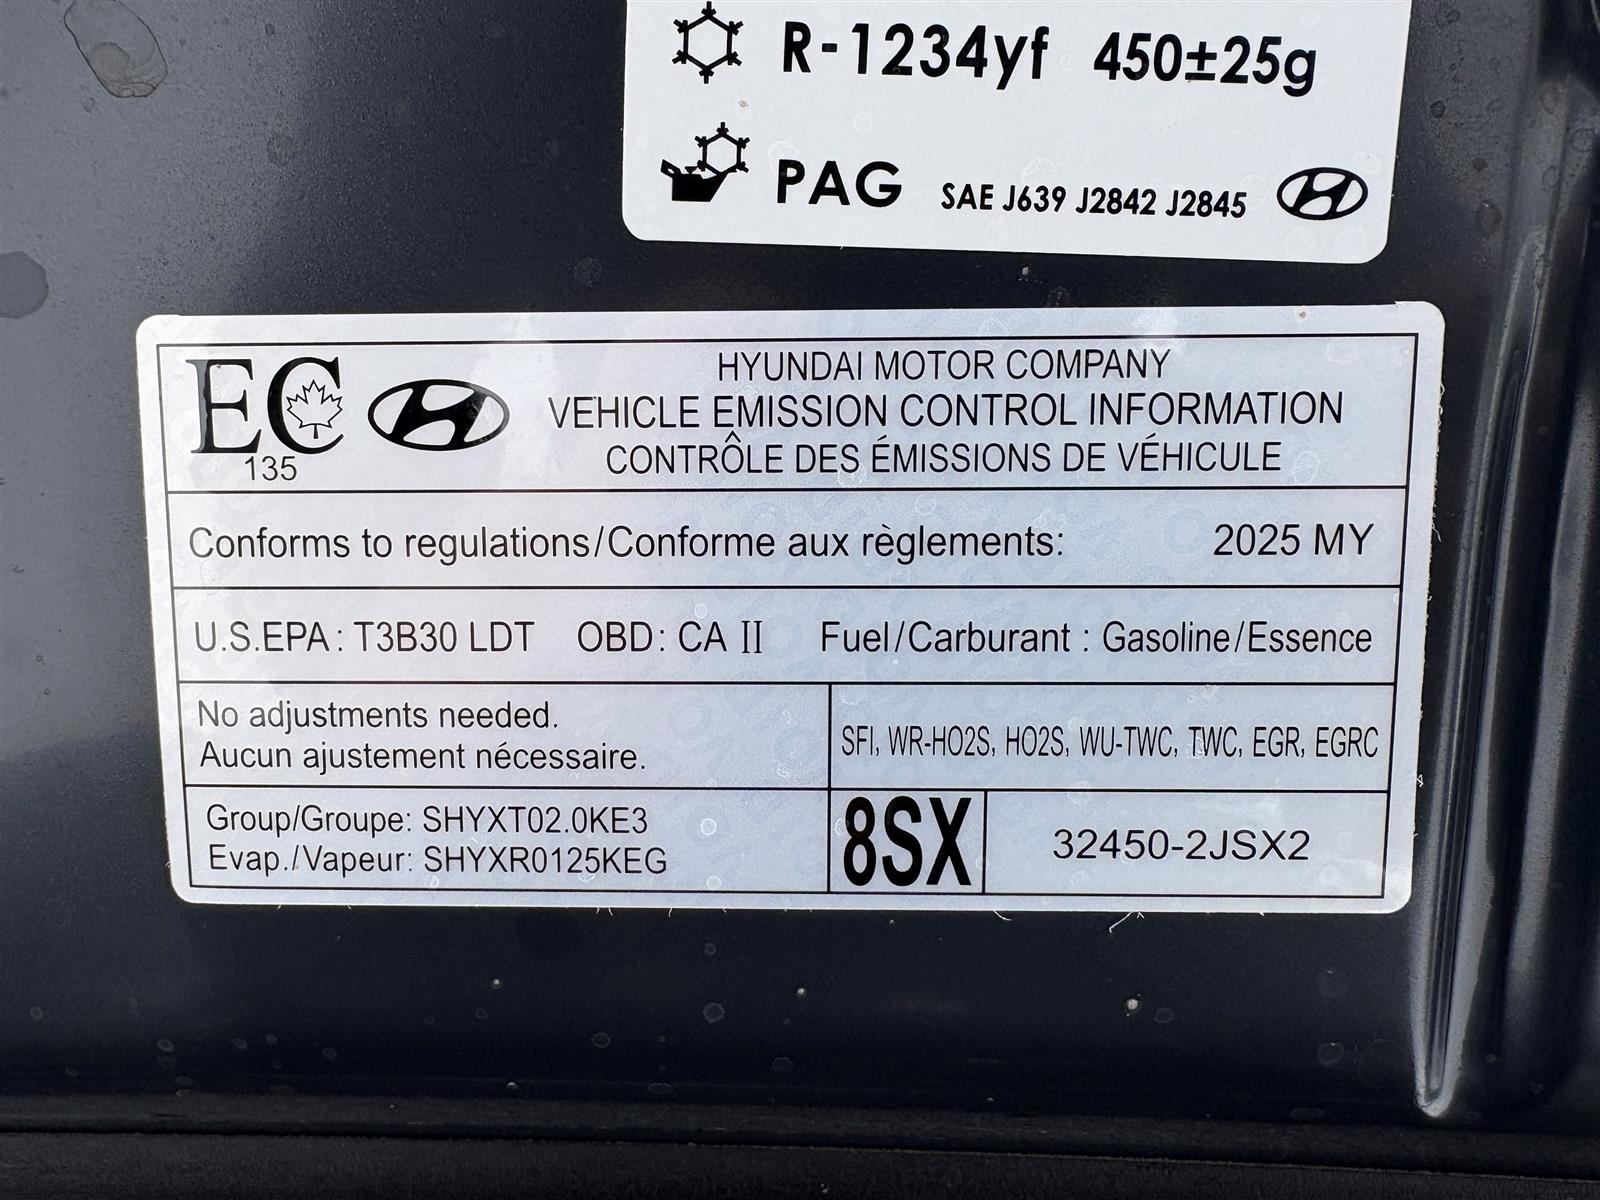 R-1234yf 450±25g
PAG SAE J639 J2842 J2845
EC
135
HYUNDAI MOTOR COMPANY
VEHICLE EMISSION CONTROL INFORMATION
CONTRÔLE DES ÉMISSIONS DE VÉHICULE
Conforms to regulations/Conforme aux règlements: 2025 MY
U.S.EPA : T3B30 LDT OBD : CA II Fuel/Carburant : Gasoline/Essence
No adjustments needed.
Aucun ajustement nécessaire.
SFI, WR-HO2S, HO2S, WU-TWC, TWC, EGR, EGRC
Group/Groupe: SHYXT02.0KE3
Evap./Vapeur: SHYXR0125KEG
8SX
32450-2JSX2